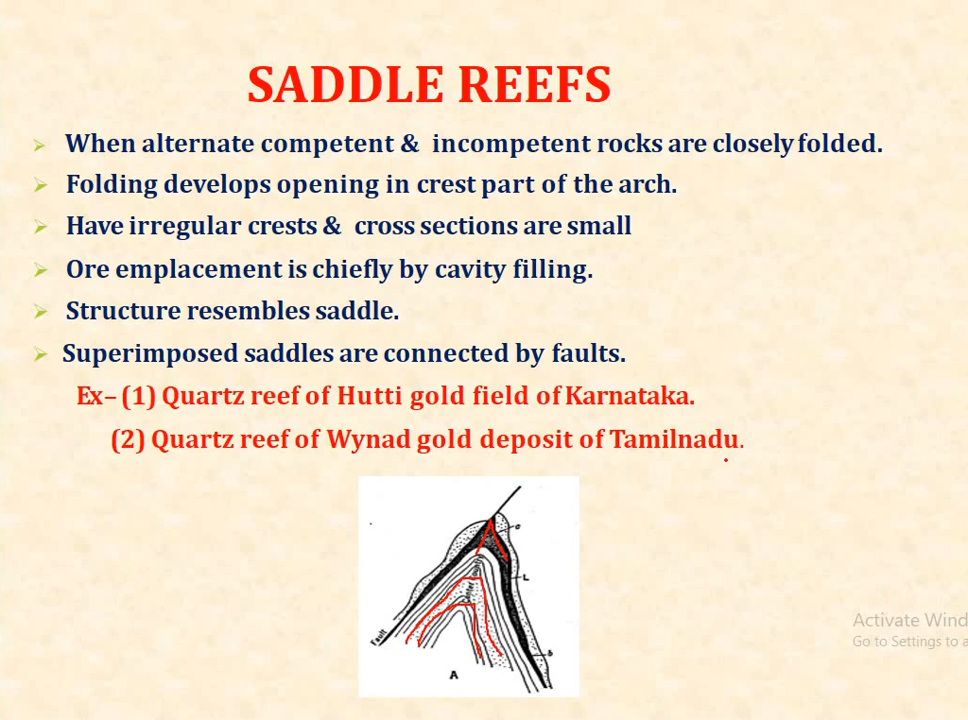 SADDLE REEFS
When alternate competent & incompetent rocks are closely folded.
Folding develops opening in crest part of the arch.
Have irregular crests & cross sections are small
Ore emplacement is chiefly by cavity filling.
Structure resembles saddle.
Superimposed saddles are connected by faults.
Ex– (1) Quartz reef of Hutti gold field of Karnataka.
(2) Quartz reef of Wynad gold deposit of Tamilnadu.
L
Fault
A
Activate Wind
Go to Settings to a